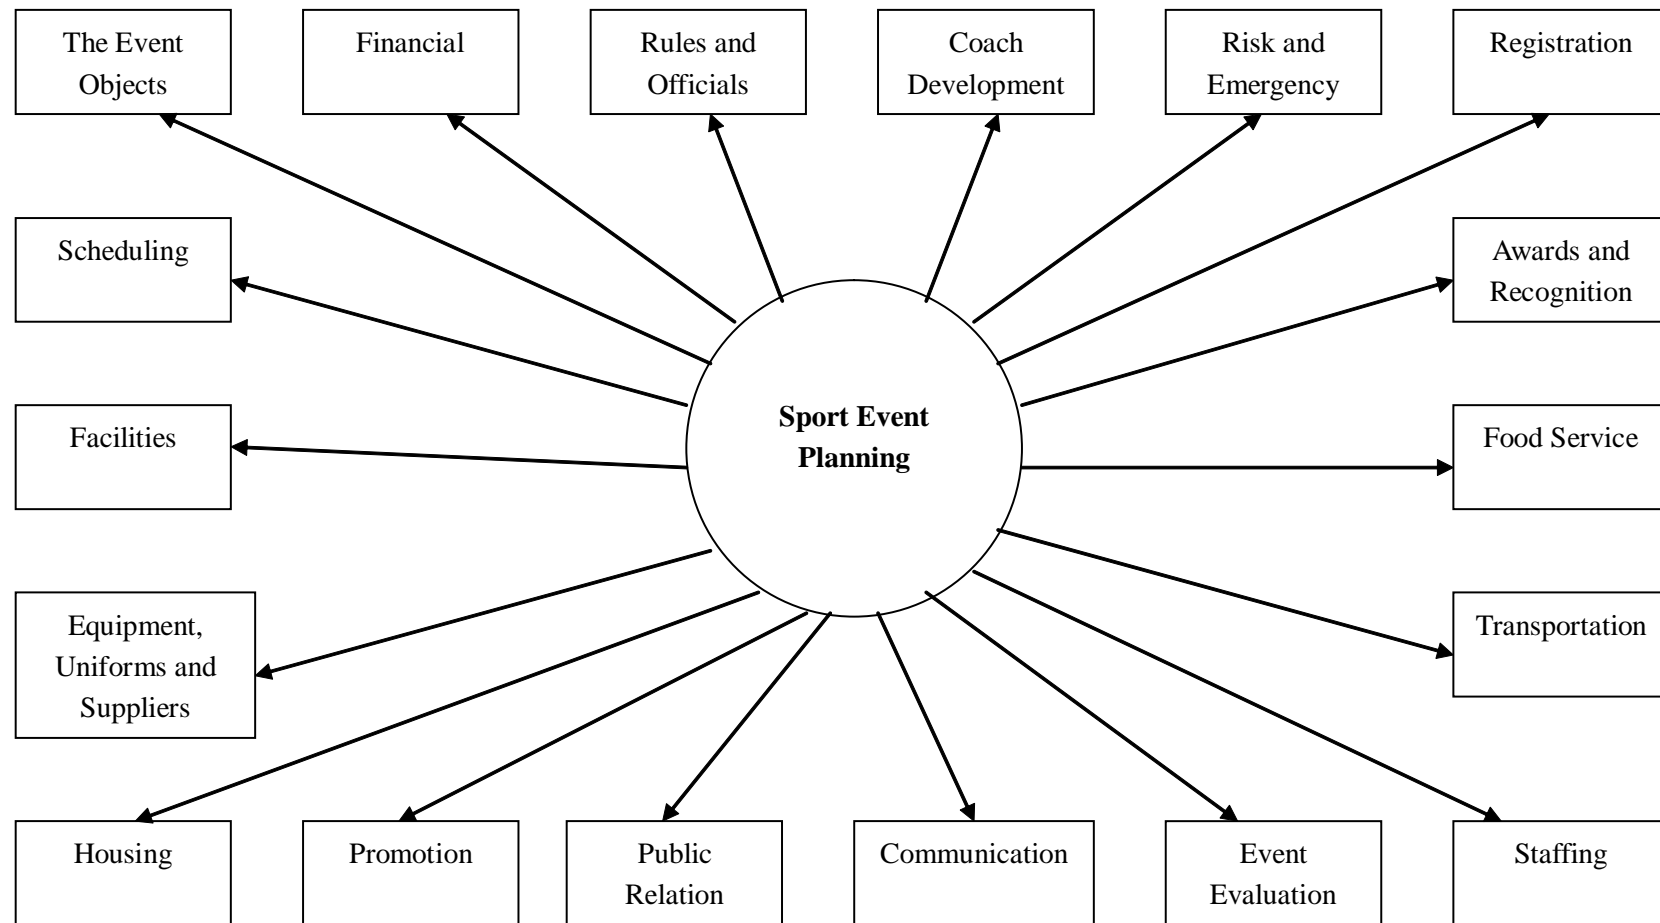 The Event
Objects
Financial
Rules and
Officials
Coach
Development
Risk and
Emergency
Registration
Scheduling
Awards and
Recognition
Sport Event
Planning
Facilities
Food Service
Equipment,
Uniforms and
Suppliers
Transportation
Housing
Promotion
Public
Relation
Communication
Event
Evaluation
Staffing